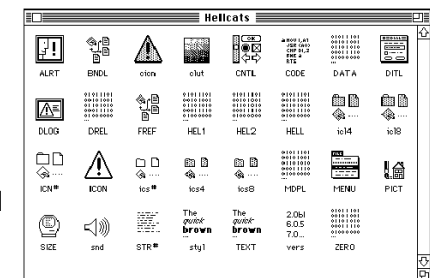 Hellcats
ALRT BNDL cicn clut CNTL CODE DATA DITL
DLOG DREL FREF HEL1 HEL2 HELL icl4 icl8
ICN# ICON ics# ics4 ics8 MDPL MENU PICT
The quick brown
The quick brown
2.0b1 6.0.5 7.0...
SIZE snd STR# styl TEXT vers ZERO